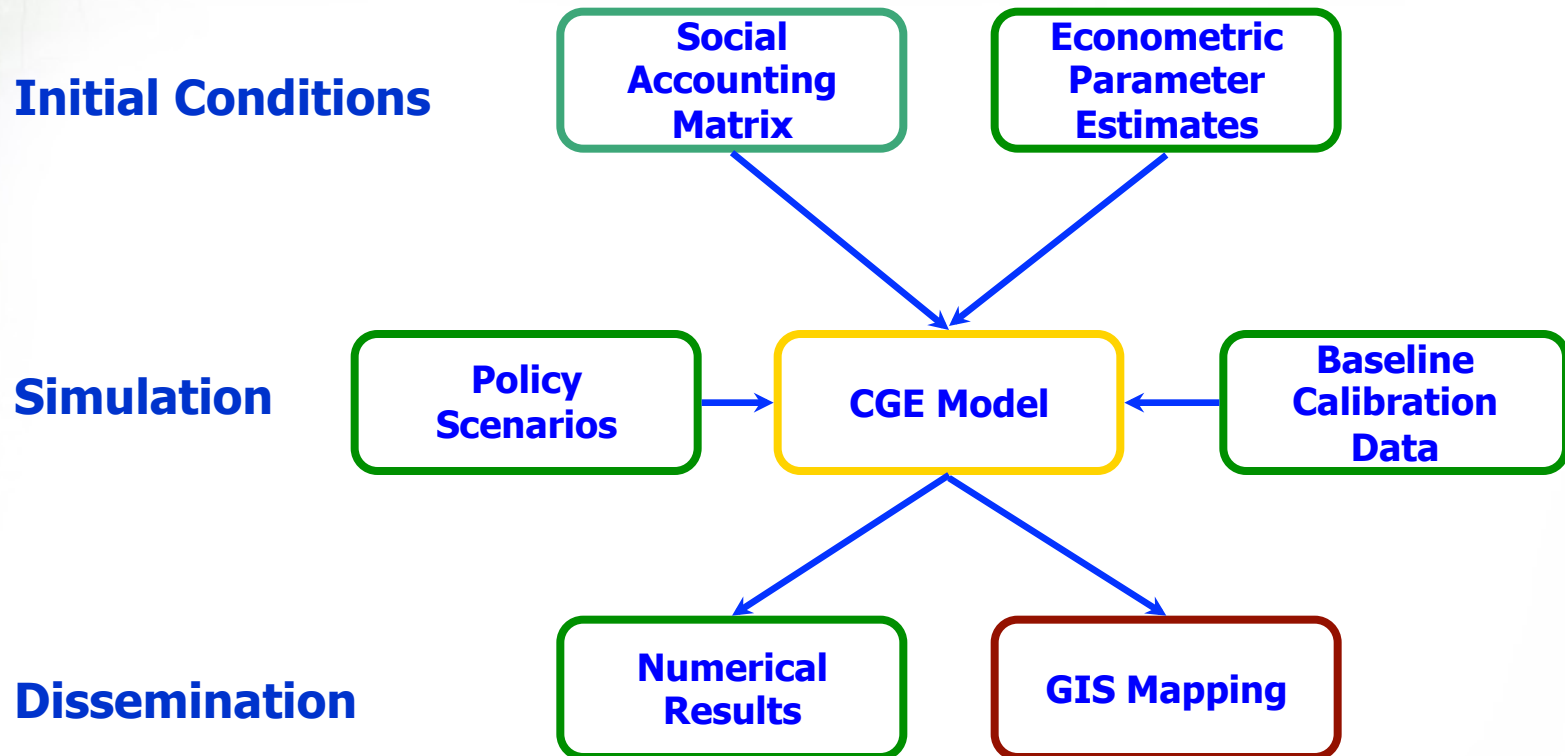 Initial Conditions
Social
Accounting
Matrix
Econometric
Parameter
Estimates
Simulation
Policy
Scenarios
CGE Model
Baseline
Calibration
Data
Dissemination
Numerical
Results
GIS Mapping